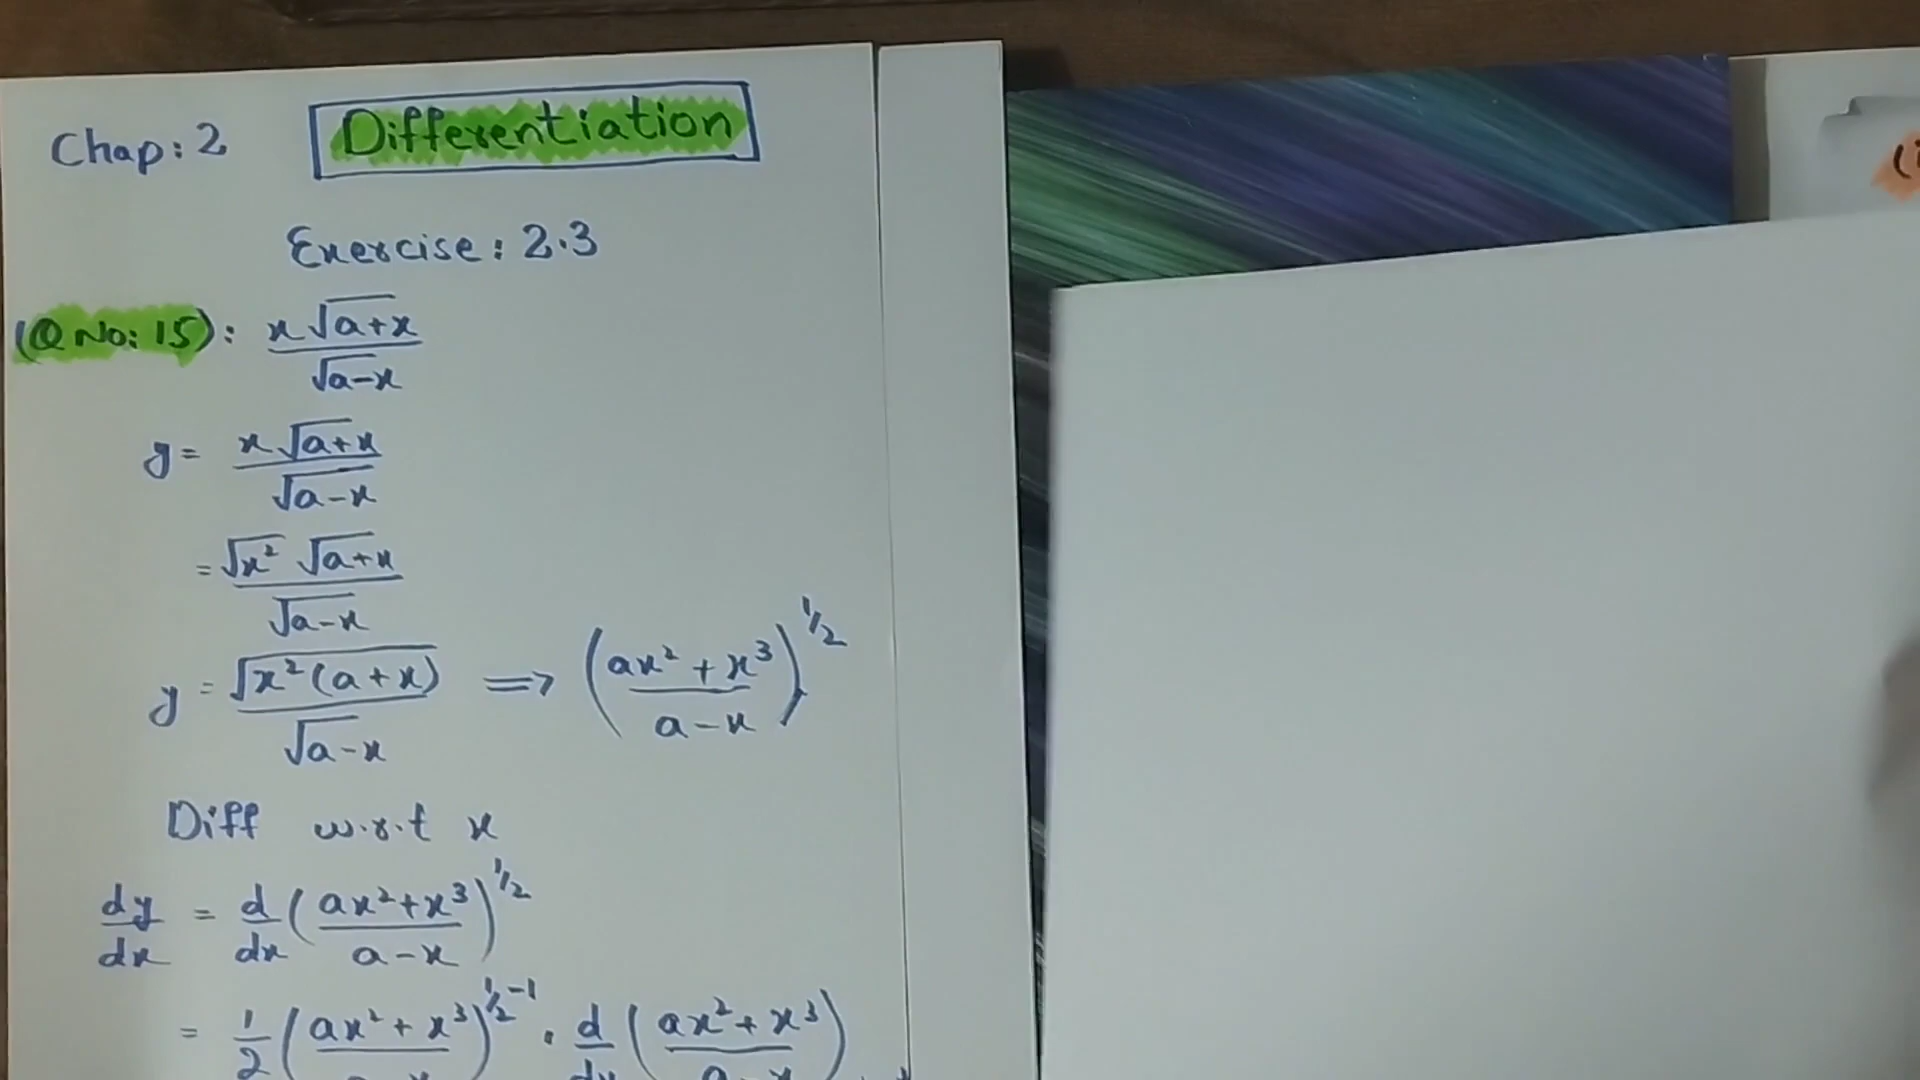 Chap: 2 Differentiation
Exercise: 2.3
(Q No: 15): x√(a+x) / √(a-x)
y = x√(a+x) / √(a-x)
= √x² √(a+x) / √(a-x)
y = √(x²(a+x)) / √(a-x) ⟹ ((ax² + x³) / (a-x))^1/2
Diff w.r.t x
dy/dx = d/dx ((ax²+x³) / (a-x))^1/2
= 1/2 ((ax²+x³) / (a-x))^1/2-1 · d/dx ((ax²+x³) / (a-x))